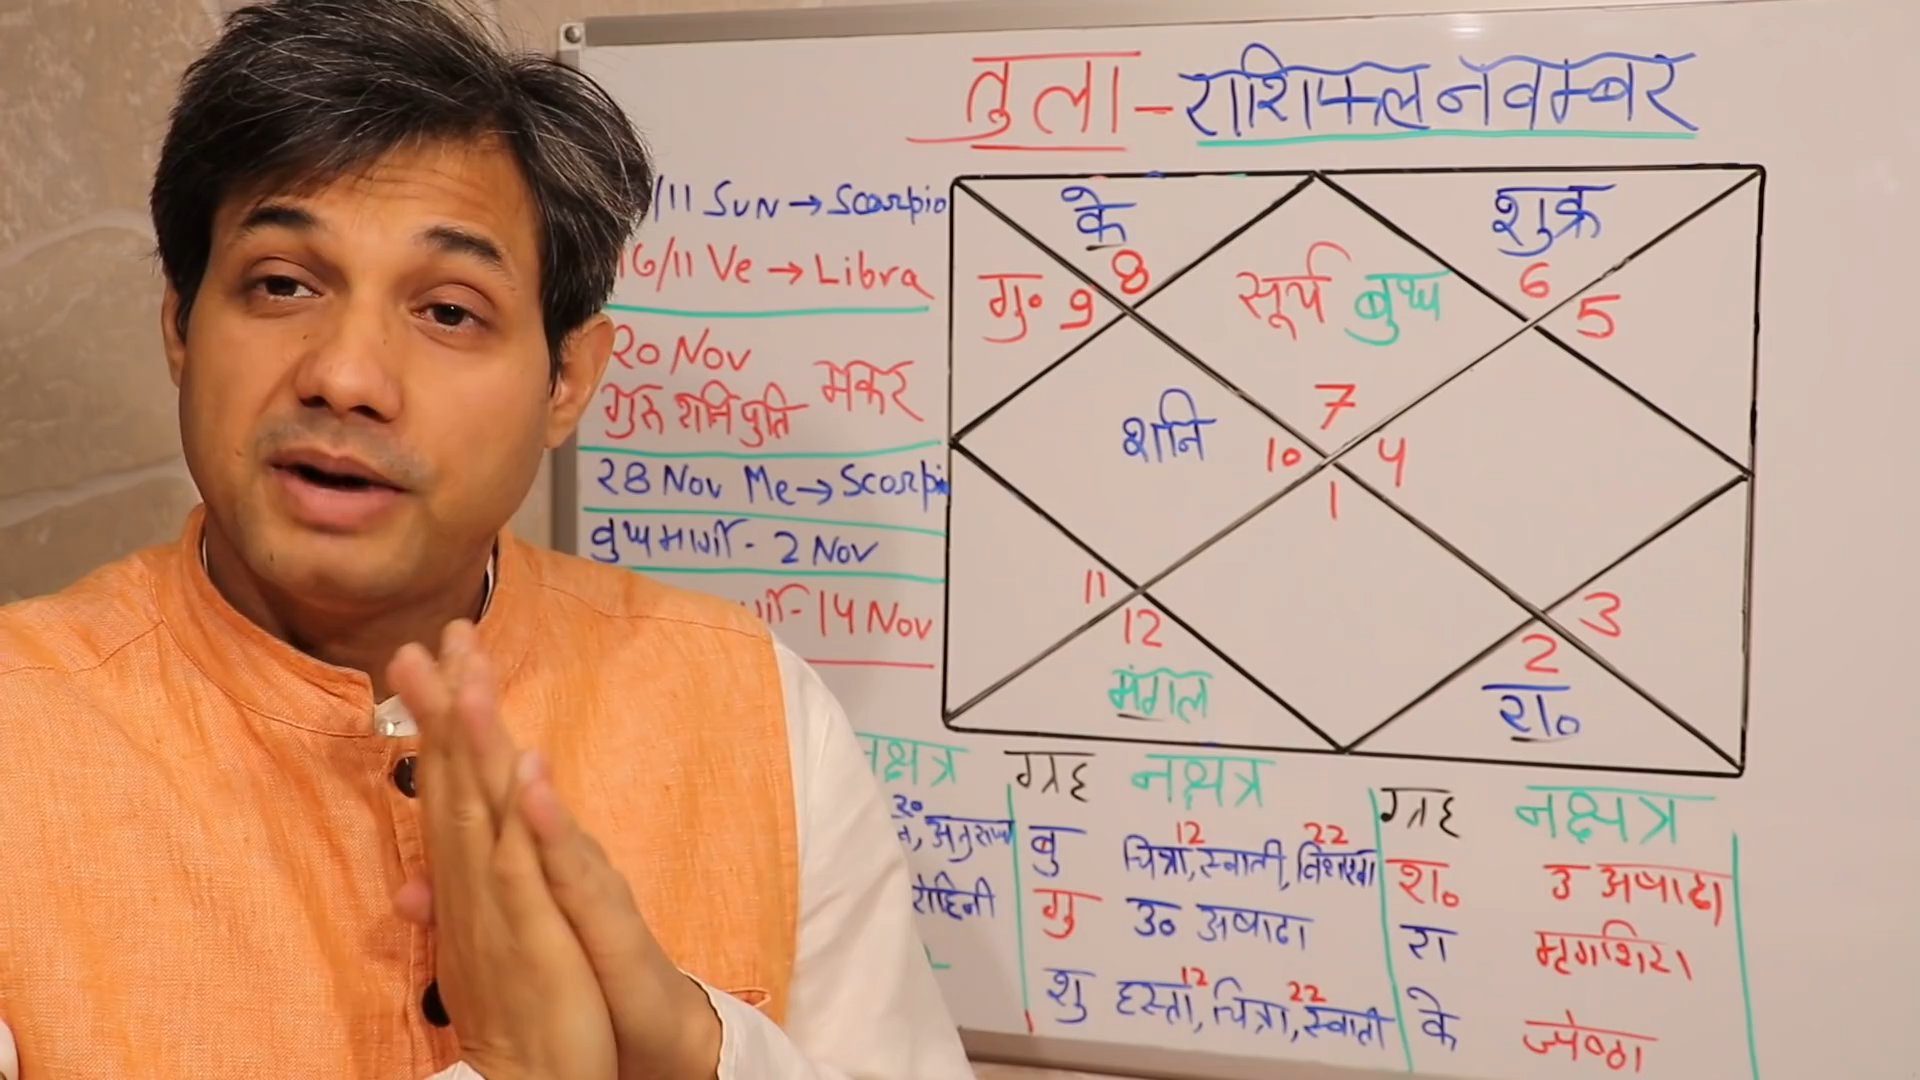 तुला - राशिफल नवम्बर
/11 SUN → Scorpio
16/11 Ve → Libra
२० Nov
गुरु शनि युति मकर
28 Nov Me → Scorpio
बुध मार्गी - 2 Nov
र्गी - 14 Nov
के
शुक्र
गु॰ 9 8
सूर्य बुध
6 5
शनि
7
10 4
1
11
12
3
2
मंगल
रा॰
नक्षत्र ग्रह नक्षत्र ग्रह नक्षत्र
20
अनुराधा
रोहिनी
12 22
बु चित्रा, स्वाती, विशाखा
गु उ॰ अषाढा
12 22
शु हस्ता, चित्रा, स्वाती
श॰ उ अषाढा
रा मृगशिरा
के ज्येष्ठा